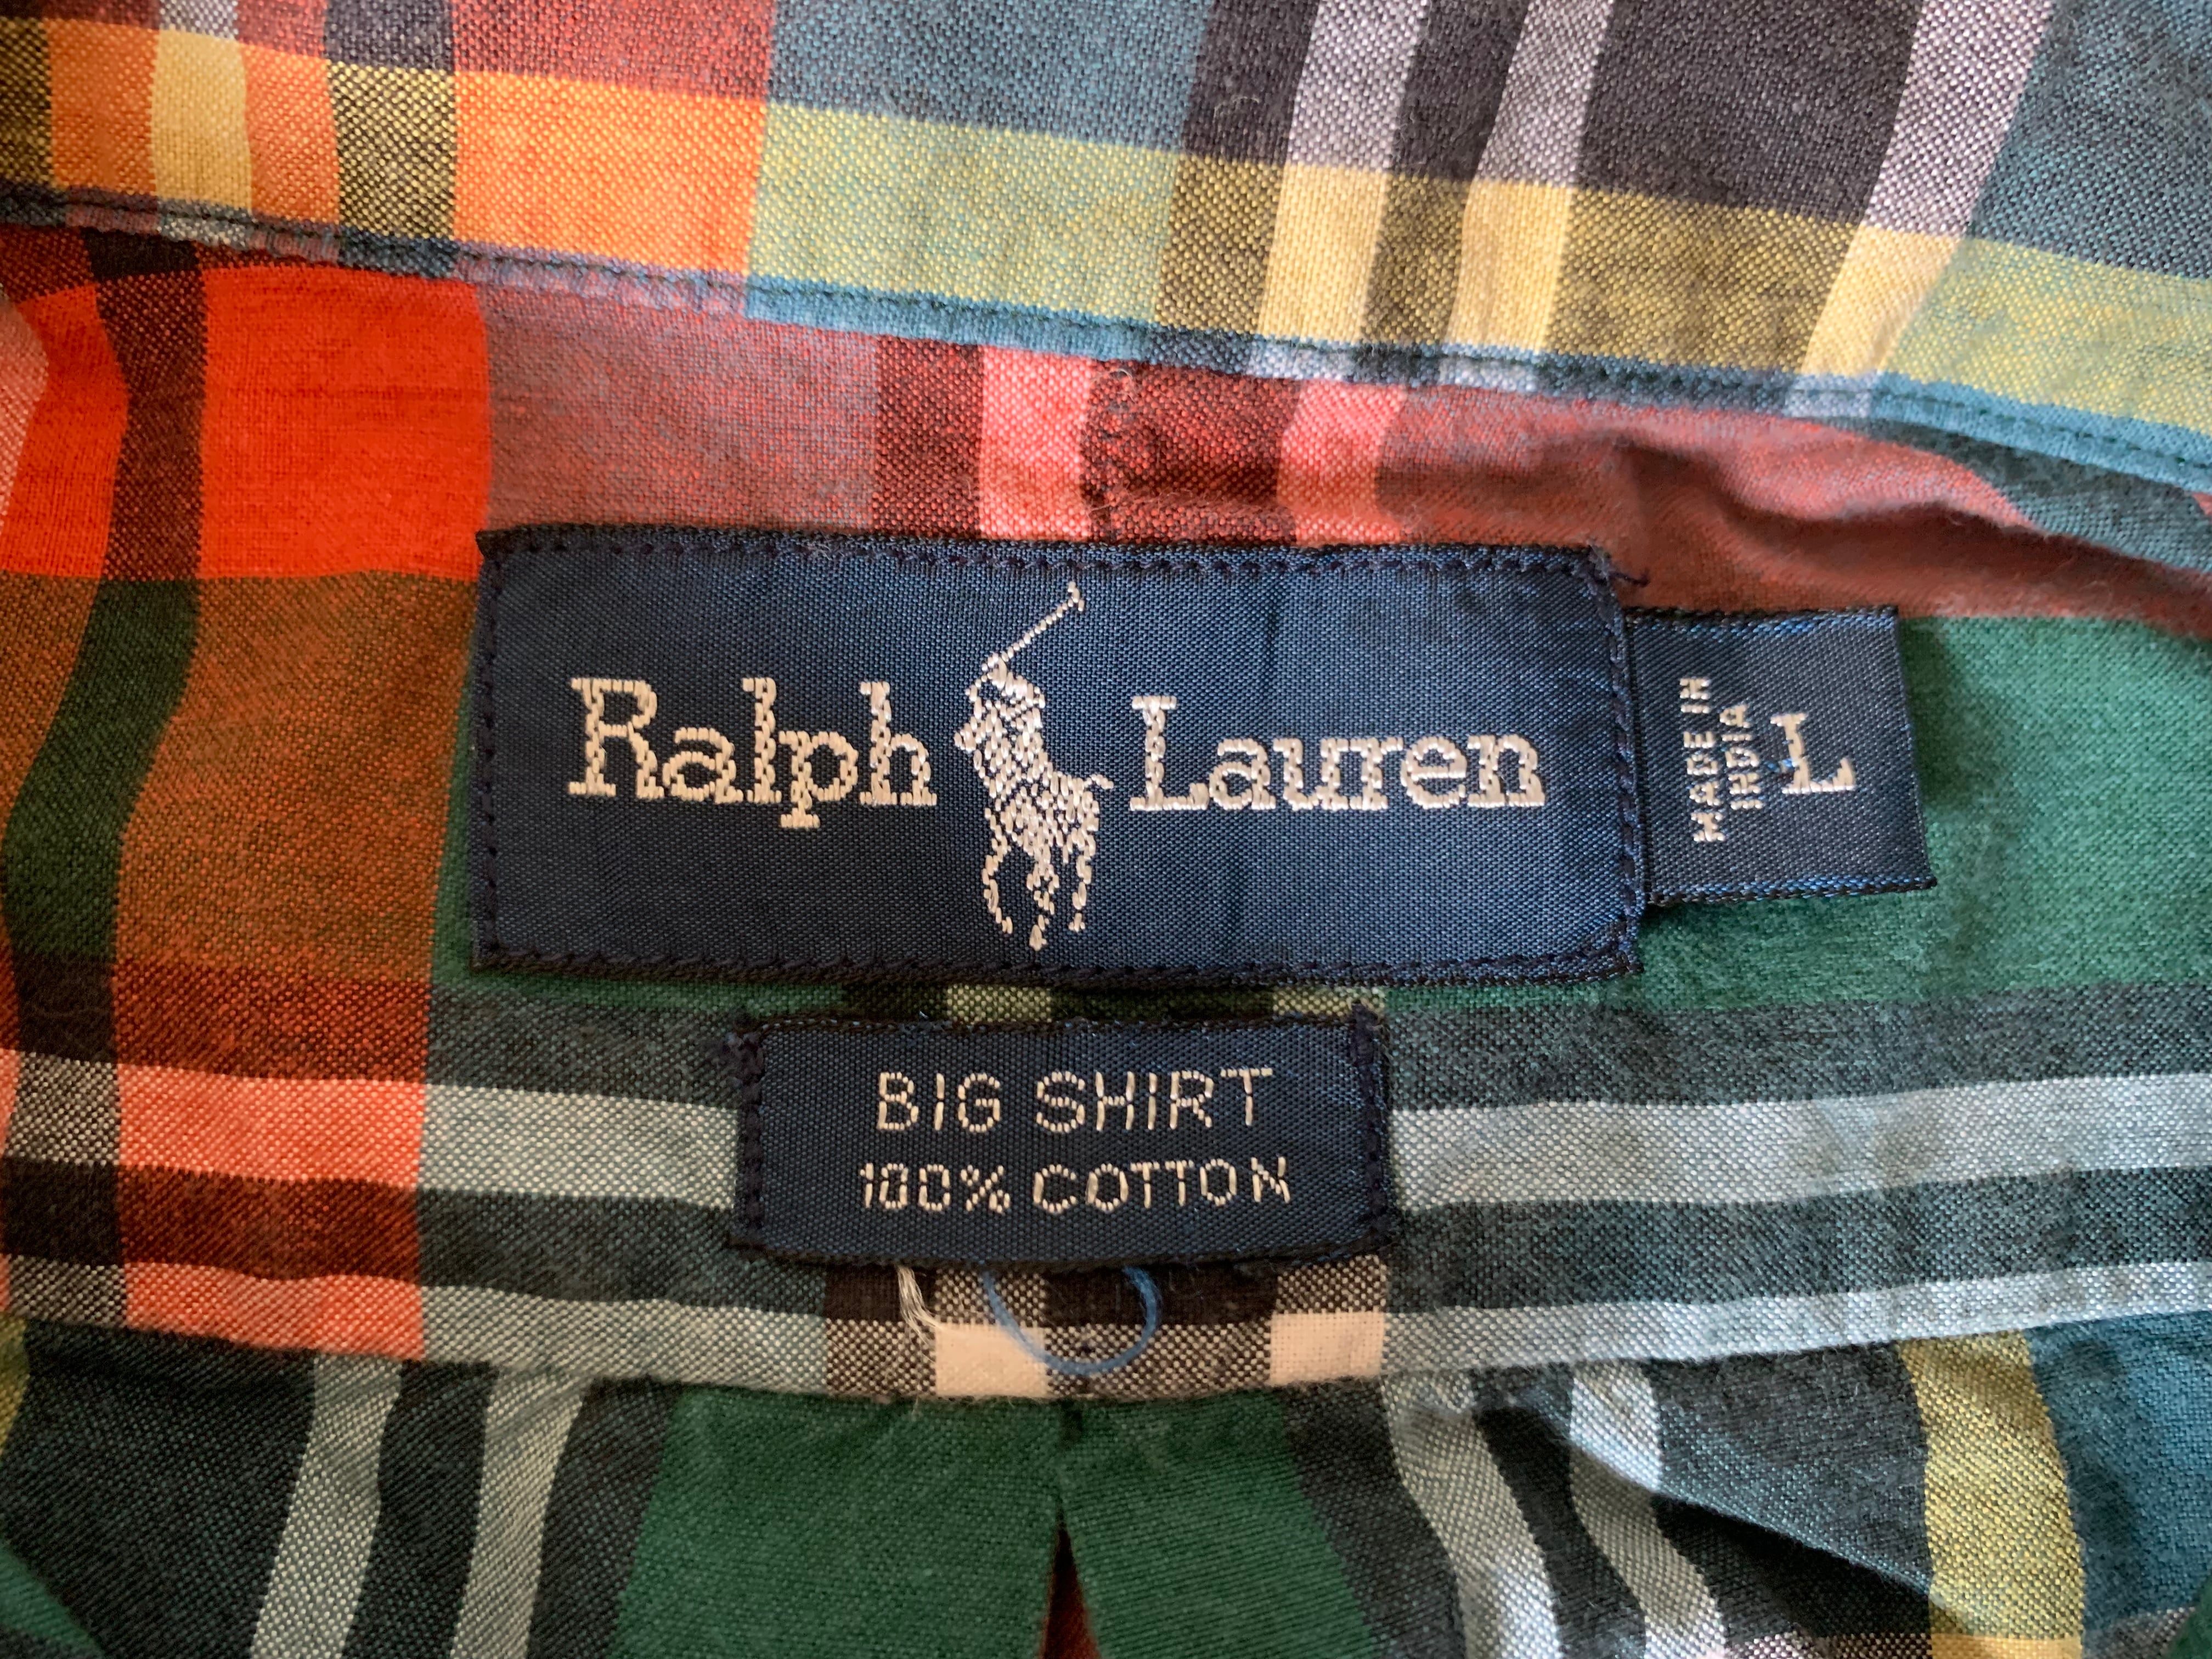 Ralph Lauren
MADE IN
INDIA
L
BIG SHIRT
100% COTTON